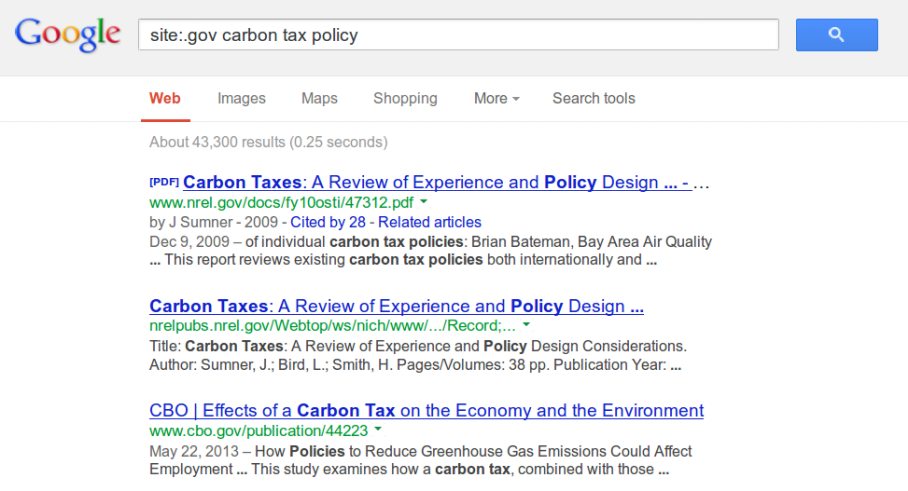 Google site:.gov carbon tax policy
Web Images Maps Shopping More Search tools
About 43,300 results (0.25 seconds)
[PDF] Carbon Taxes: A Review of Experience and Policy Design ... - ...
www.nrel.gov/docs/fy10osti/47312.pdf
by J Sumner - 2009 - Cited by 28 - Related articles
Dec 9, 2009 – of individual carbon tax policies: Brian Bateman, Bay Area Air Quality
... This report reviews existing carbon tax policies both internationally and ...
Carbon Taxes: A Review of Experience and Policy Design ...
nrelpubs.nrel.gov/Webtop/ws/nich/www/.../Record;...
Title: Carbon Taxes: A Review of Experience and Policy Design Considerations.
Author: Sumner, J.; Bird, L.; Smith, H. Pages/Volumes: 38 pp. Publication Year: ...
CBO | Effects of a Carbon Tax on the Economy and the Environment
www.cbo.gov/publication/44223
May 22, 2013 – How Policies to Reduce Greenhouse Gas Emissions Could Affect
Employment ... This study examines how a carbon tax, combined with those ...